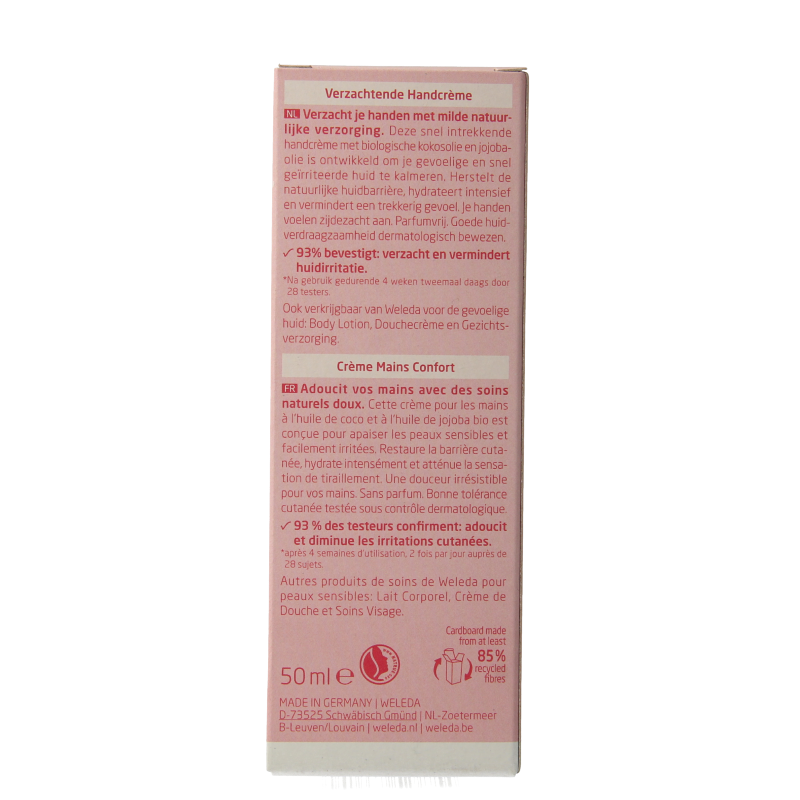 Verzachtende Handcrème
NL Verzacht je handen met milde natuur-
lijke verzorging. Deze snel intrekkende
handcrème met biologische kokosolie en jojoba-
olie is ontwikkeld om je gevoelige en snel
geïrriteerde huid te kalmeren. Herstelt de
natuurlijke huidbarrière, hydrateert intensief
en vermindert een trekkerig gevoel. Je handen
voelen zijdezacht aan. Parfumvrij. Goede huid-
verdraagzaamheid dermatologisch bewezen.
✓ 93% bevestigt: verzacht en vermindert
huidirritatie.
*Na gebruik gedurende 4 weken tweemaal daags door
28 testers.
Ook verkrijgbaar van Weleda voor de gevoelige
huid: Body Lotion, Douchecrème en Gezichts-
verzorging.
Crème Mains Confort
FR Adoucit vos mains avec des soins
naturels doux. Cette crème pour les mains
à l'huile de coco et à l'huile de jojoba bio est
conçue pour apaiser les peaux sensibles et
facilement irritées. Restaure la barrière cuta-
née, hydrate intensément et atténue la sensa-
tion de tiraillement. Une douceur irrésistible
pour vos mains. Sans parfum. Bonne tolérance
cutanée testée sous contrôle dermatologique.
✓ 93 % des testeurs confirment: adoucit
et diminue les irritations cutanées.
*après 4 semaines d'utilisation, 2 fois par jour auprès de
28 sujets.
Autres produits de soins de Weleda pour
peaux sensibles: Lait Corporel, Crème de
Douche et Soins Visage.
Cardboard made
from at least
85%
recycled
fibres
50 ml ℮
MADE IN GERMANY | WELEDA
D-73525 Schwäbisch Gmünd | NL-Zoetermeer
B-Leuven/Louvain | weleda.nl | weleda.be